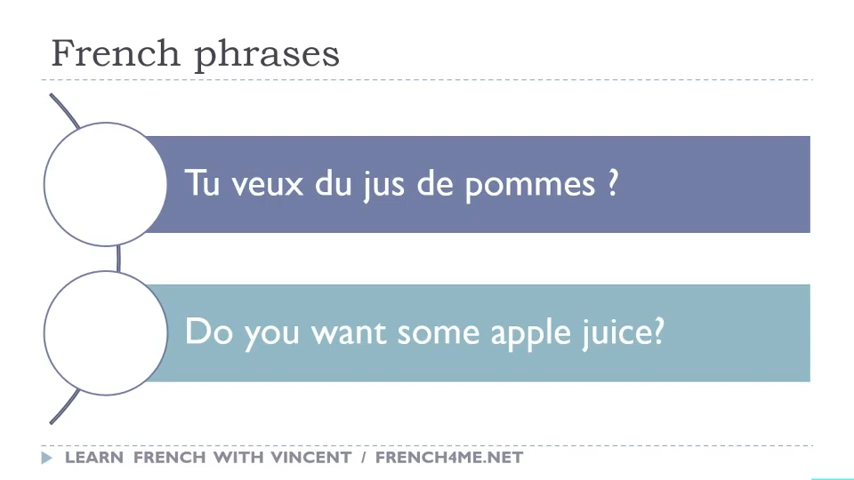 French phrases
Tu veux du jus de pommes ?
Do you want some apple juice?
LEARN FRENCH WITH VINCENT / FRENCH4ME.NET